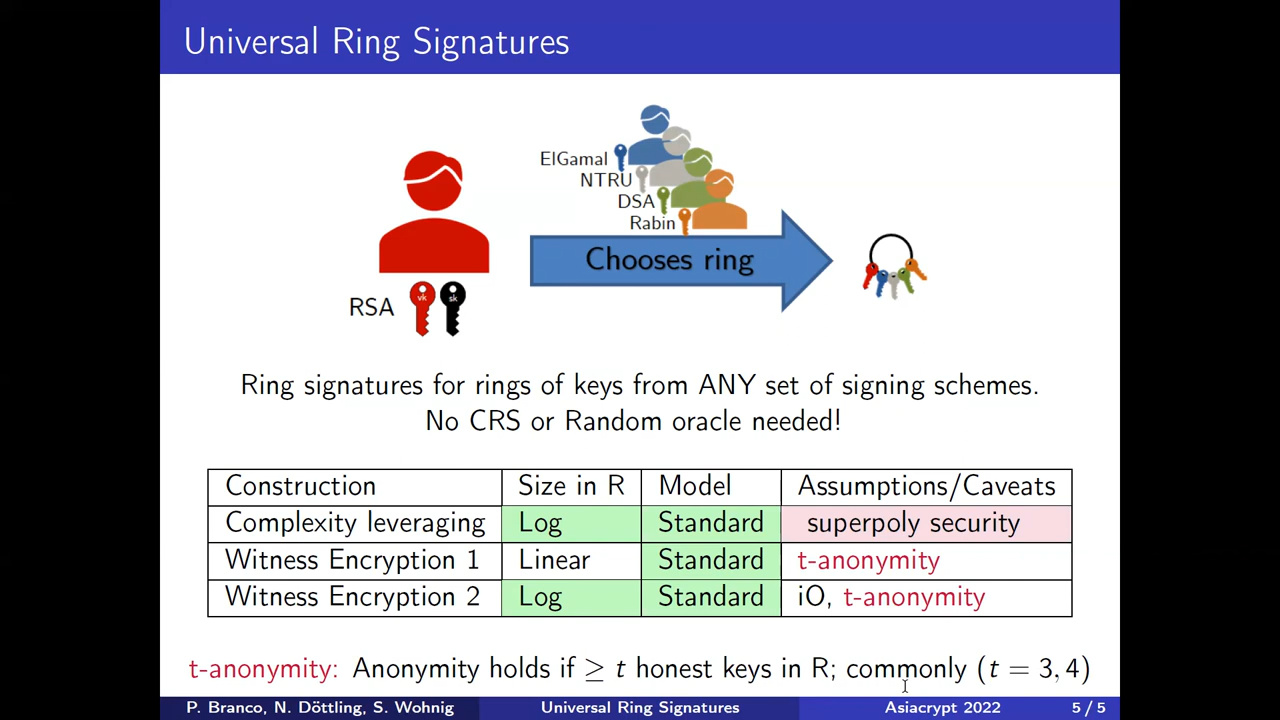 Universal Ring Signatures
ElGamal
NTRU
DSA
Rabin
Chooses ring
RSA
vk
sk
Ring signatures for rings of keys from ANY set of signing schemes.
No CRS or Random oracle needed!
Construction Size in R Model Assumptions/Caveats
Complexity leveraging Log Standard superpoly security
Witness Encryption 1 Linear Standard t-anonymity
Witness Encryption 2 Log Standard iO, t-anonymity
t-anonymity: Anonymity holds if ≥ t honest keys in R; commonly (t = 3, 4)
P. Branco, N. Döttling, S. Wohnig Universal Ring Signatures Asiacrypt 2022 5 / 5